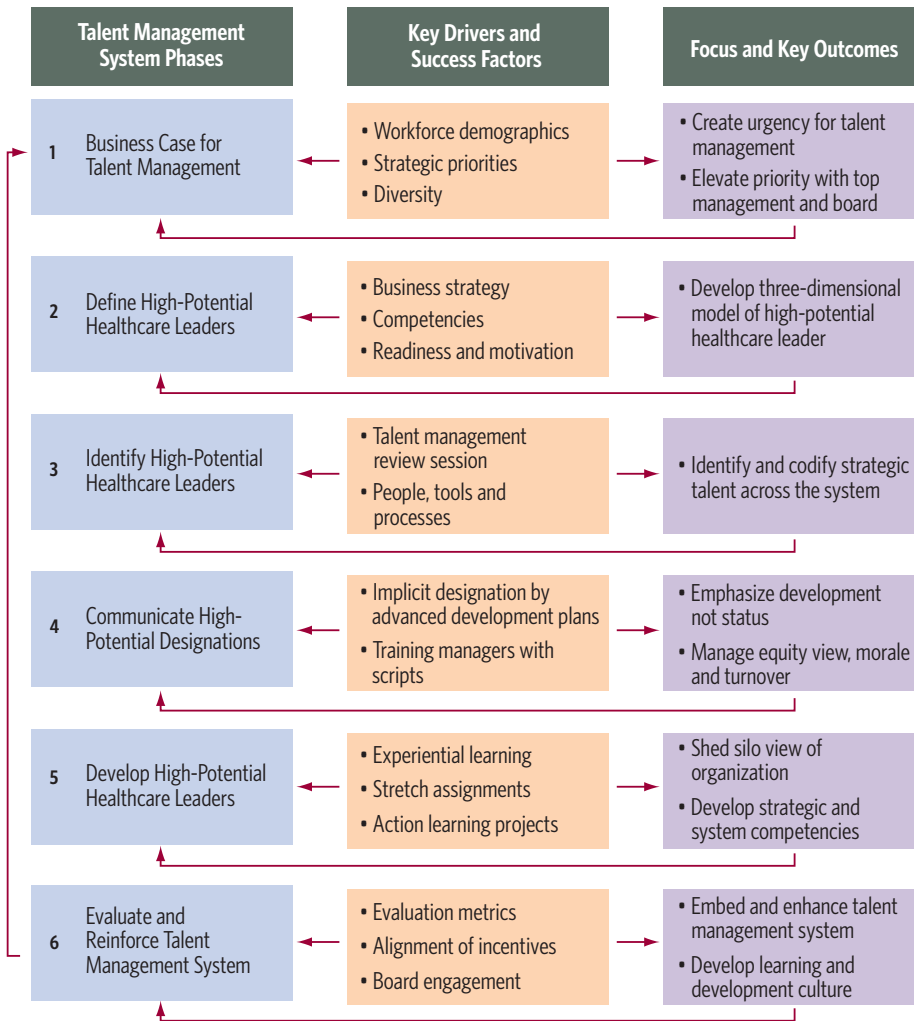 Talent Management
System Phases
Key Drivers and
Success Factors
Focus and Key Outcomes
1
Business Case for
Talent Management
• Workforce demographics
• Strategic priorities
• Diversity
• Create urgency for talent
management
• Elevate priority with top
management and board
2
Define High-Potential
Healthcare Leaders
• Business strategy
• Competencies
• Readiness and motivation
• Develop three-dimensional
model of high-potential
healthcare leader
3
Identify High-Potential
Healthcare Leaders
• Talent management
review session
• People, tools and
processes
• Identify and codify strategic
talent across the system
4
Communicate High-
Potential Designations
• Implicit designation by
advanced development plans
• Training managers with
scripts
• Emphasize development
not status
• Manage equity view, morale
and turnover
5
Develop High-Potential
Healthcare Leaders
• Experiential learning
• Stretch assignments
• Action learning projects
• Shed silo view of
organization
• Develop strategic and
system competencies
6
Evaluate and
Reinforce Talent
Management System
• Evaluation metrics
• Alignment of incentives
• Board engagement
• Embed and enhance talent
management system
• Develop learning and
development culture